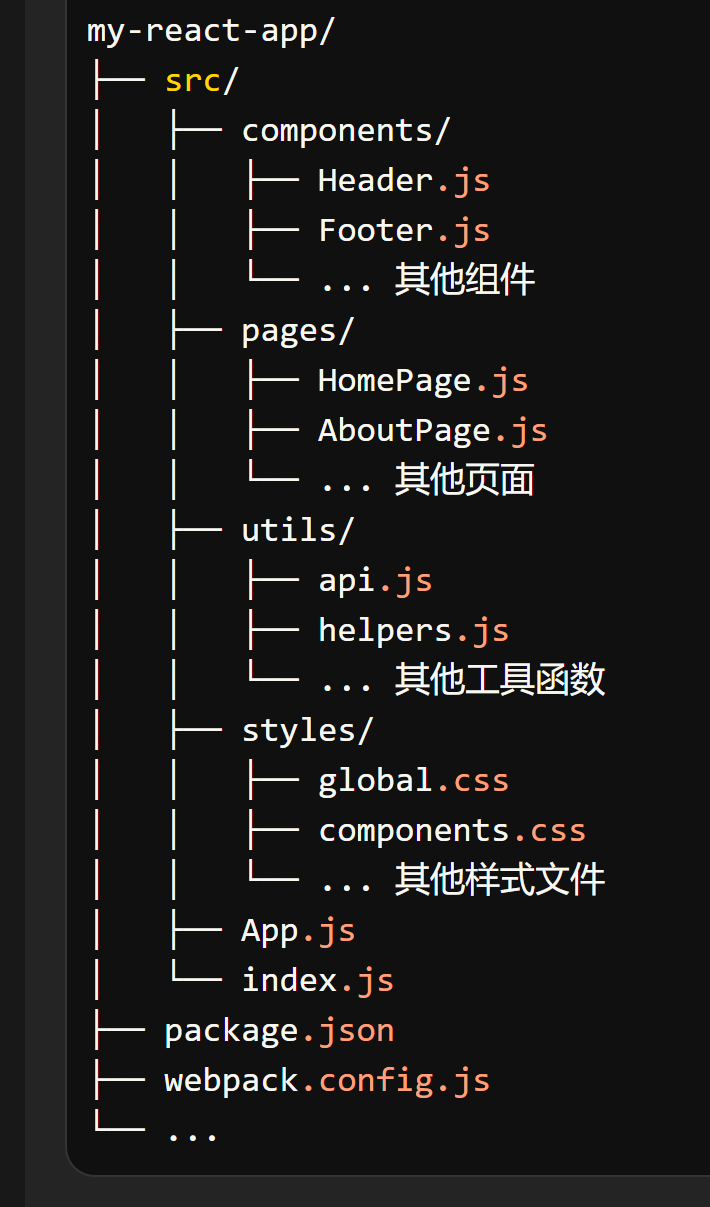 my-react-app/
├── src/
│   ├── components/
│   │   ├── Header.js
│   │   ├── Footer.js
│   │   └── ... 其他组件
│   ├── pages/
│   │   ├── HomePage.js
│   │   ├── AboutPage.js
│   │   └── ... 其他页面
│   ├── utils/
│   │   ├── api.js
│   │   ├── helpers.js
│   │   └── ... 其他工具函数
│   ├── styles/
│   │   ├── global.css
│   │   ├── components.css
│   │   └── ... 其他样式文件
│   ├── App.js
│   └── index.js
├── package.json
├── webpack.config.js
└── ...